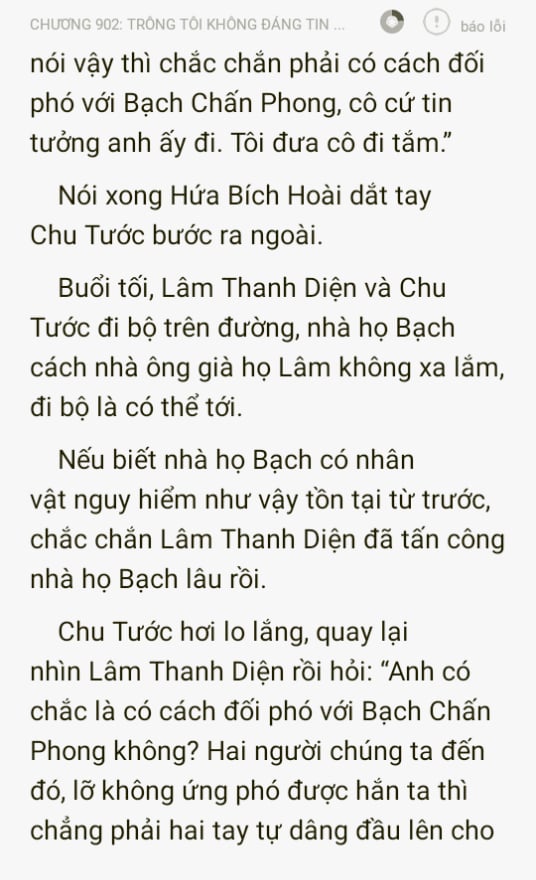 CHƯƠNG 902: TRÔNG TÔI KHÔNG ĐÁNG TIN ...
báo lỗi
nói vậy thì chắc chắn phải có cách đối
phó với Bạch Chấn Phong, cô cứ tin
tưởng anh ấy đi. Tôi đưa cô đi tắm.”
Nói xong Hứa Bích Hoài dắt tay
Chu Tước bước ra ngoài.
Buổi tối, Lâm Thanh Diện và Chu
Tước đi bộ trên đường, nhà họ Bạch
cách nhà ông già họ Lâm không xa lắm,
đi bộ là có thể tới.
Nếu biết nhà họ Bạch có nhân
vật nguy hiểm như vậy tồn tại từ trước,
chắc chắn Lâm Thanh Diện đã tấn công
nhà họ Bạch lâu rồi.
Chu Tước hơi lo lắng, quay lại
nhìn Lâm Thanh Diện rồi hỏi: “Anh có
chắc là có cách đối phó với Bạch Chấn
Phong không? Hai người chúng ta đến
đó, lỡ không ứng phó được hắn ta thì
chẳng phải hai tay tự dâng đầu lên cho